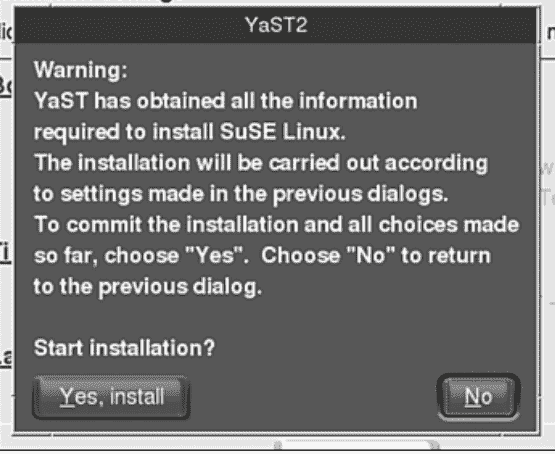 YaST2
Warning:
YaST has obtained all the information
required to install SuSE Linux.
The installation will be carried out according
to settings made in the previous dialogs.
To commit the installation and all choices made
so far, choose "Yes".  Choose "No" to return
to the previous dialog.
Start installation?
Yes, install
No